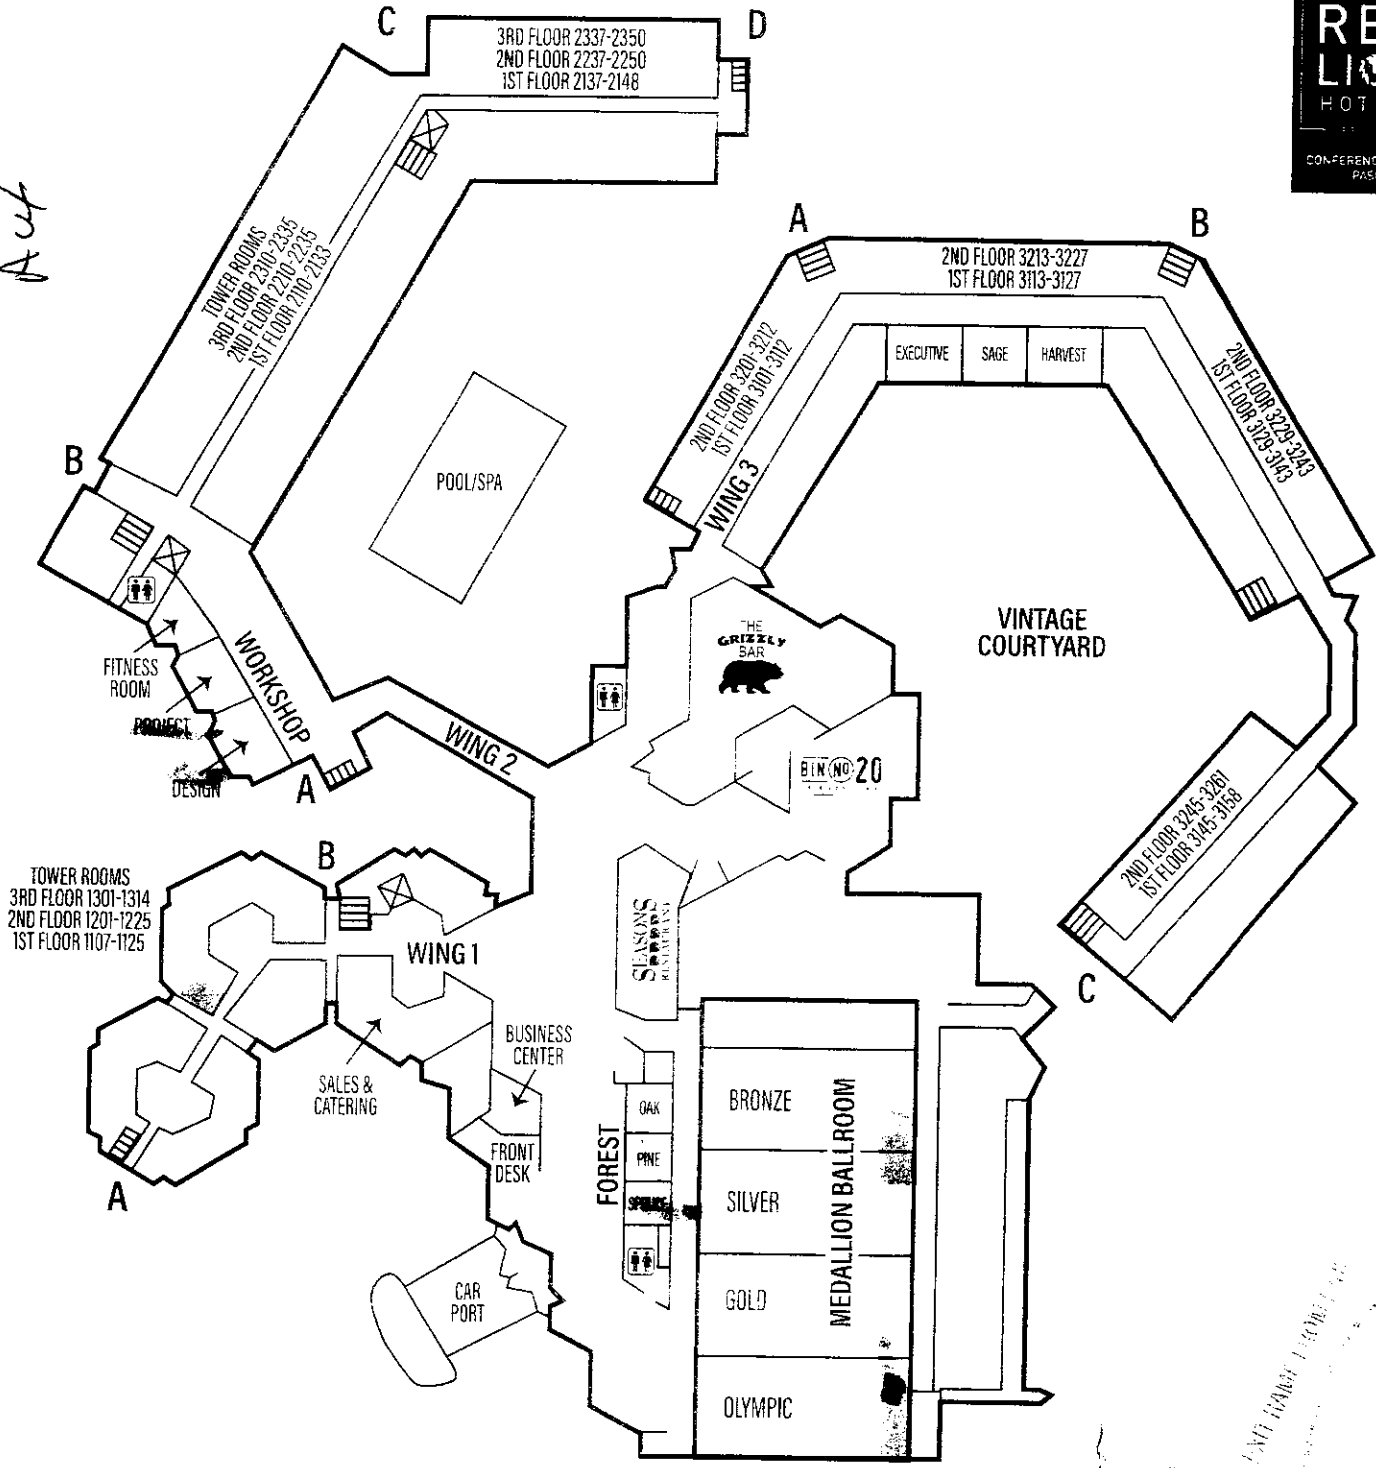 C
D
3RD FLOOR 2337-2350
2ND FLOOR 2237-2250
1ST FLOOR 2137-2148
HOT
A
B
2ND FLOOR 3213-3227
1ST FLOOR 3113-3127
TOWER ROOMS
3RD FLOOR 2310-2335
2ND FLOOR 2210-2235
1ST FLOOR 2110-2133
EXECUTIVE
SAGE
HARVEST
2ND FLOOR 3201-3212
1ST FLOOR 3101-3112
2ND FLOOR 3229-3243
1ST FLOOR 3129-3143
B
POOL/SPA
WING 3
THE
GRIZZLY
BAR
VINTAGE
COURTYARD
FITNESS
ROOM
WORKSHOP
PROJECT
DESIGN
A
WING 2
BIN NO 20
2ND FLOOR 3245-3261
1ST FLOOR 3145-3158
C
TOWER ROOMS
3RD FLOOR 1301-1314
2ND FLOOR 1201-1225
1ST FLOOR 1107-1125
B
WING 1
SEASONS
RESTAURANT
BUSINESS
CENTER
SALES &
CATERING
FRONT
DESK
A
FOREST
OAK
PINE
SPRUCE
BRONZE
SILVER
GOLD
OLYMPIC
MEDALLION BALLROOM
CAR
PORT